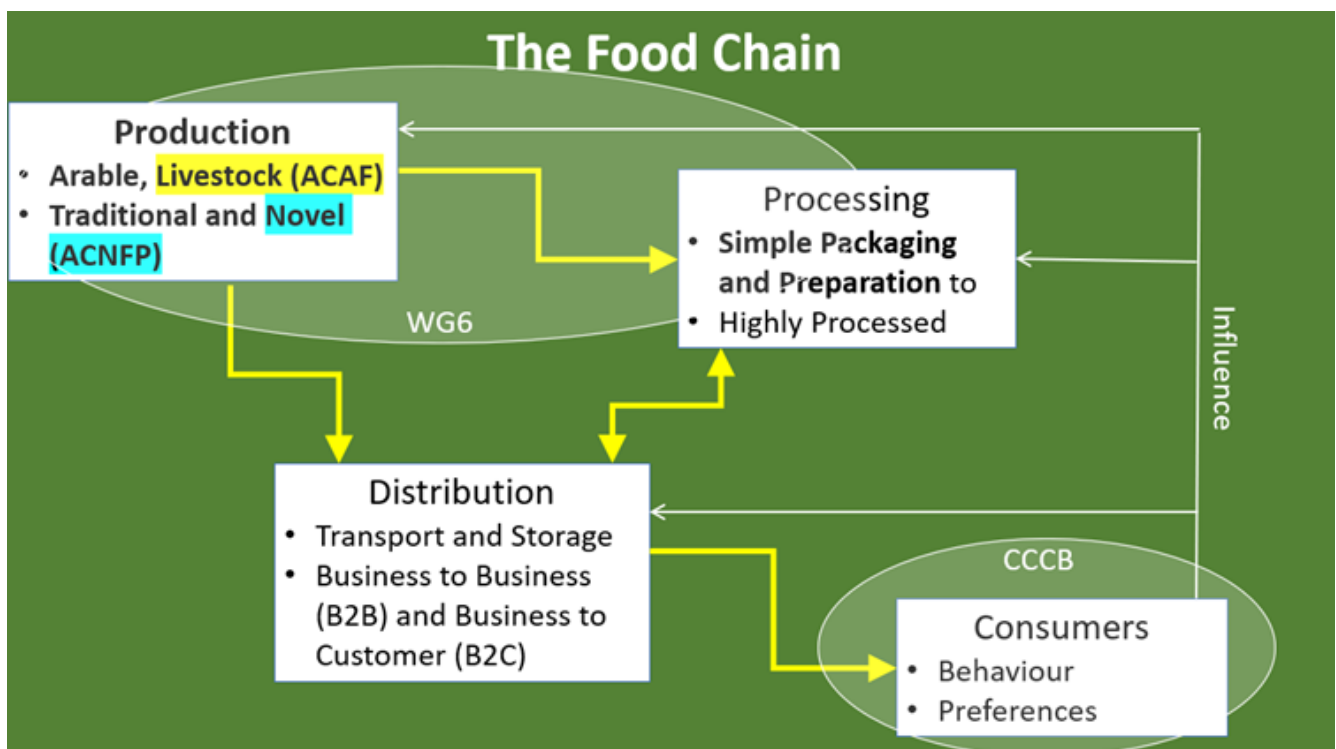 The Food Chain
Production
• Arable, Livestock (ACAF)
• Traditional and Novel
(ACNFP)
WG6
Processing
• Simple Packaging
and Preparation to
• Highly Processed
Influence
Distribution
• Transport and Storage
• Business to Business
(B2B) and Business to
Customer (B2C)
CCCB
Consumers
• Behaviour
• Preferences